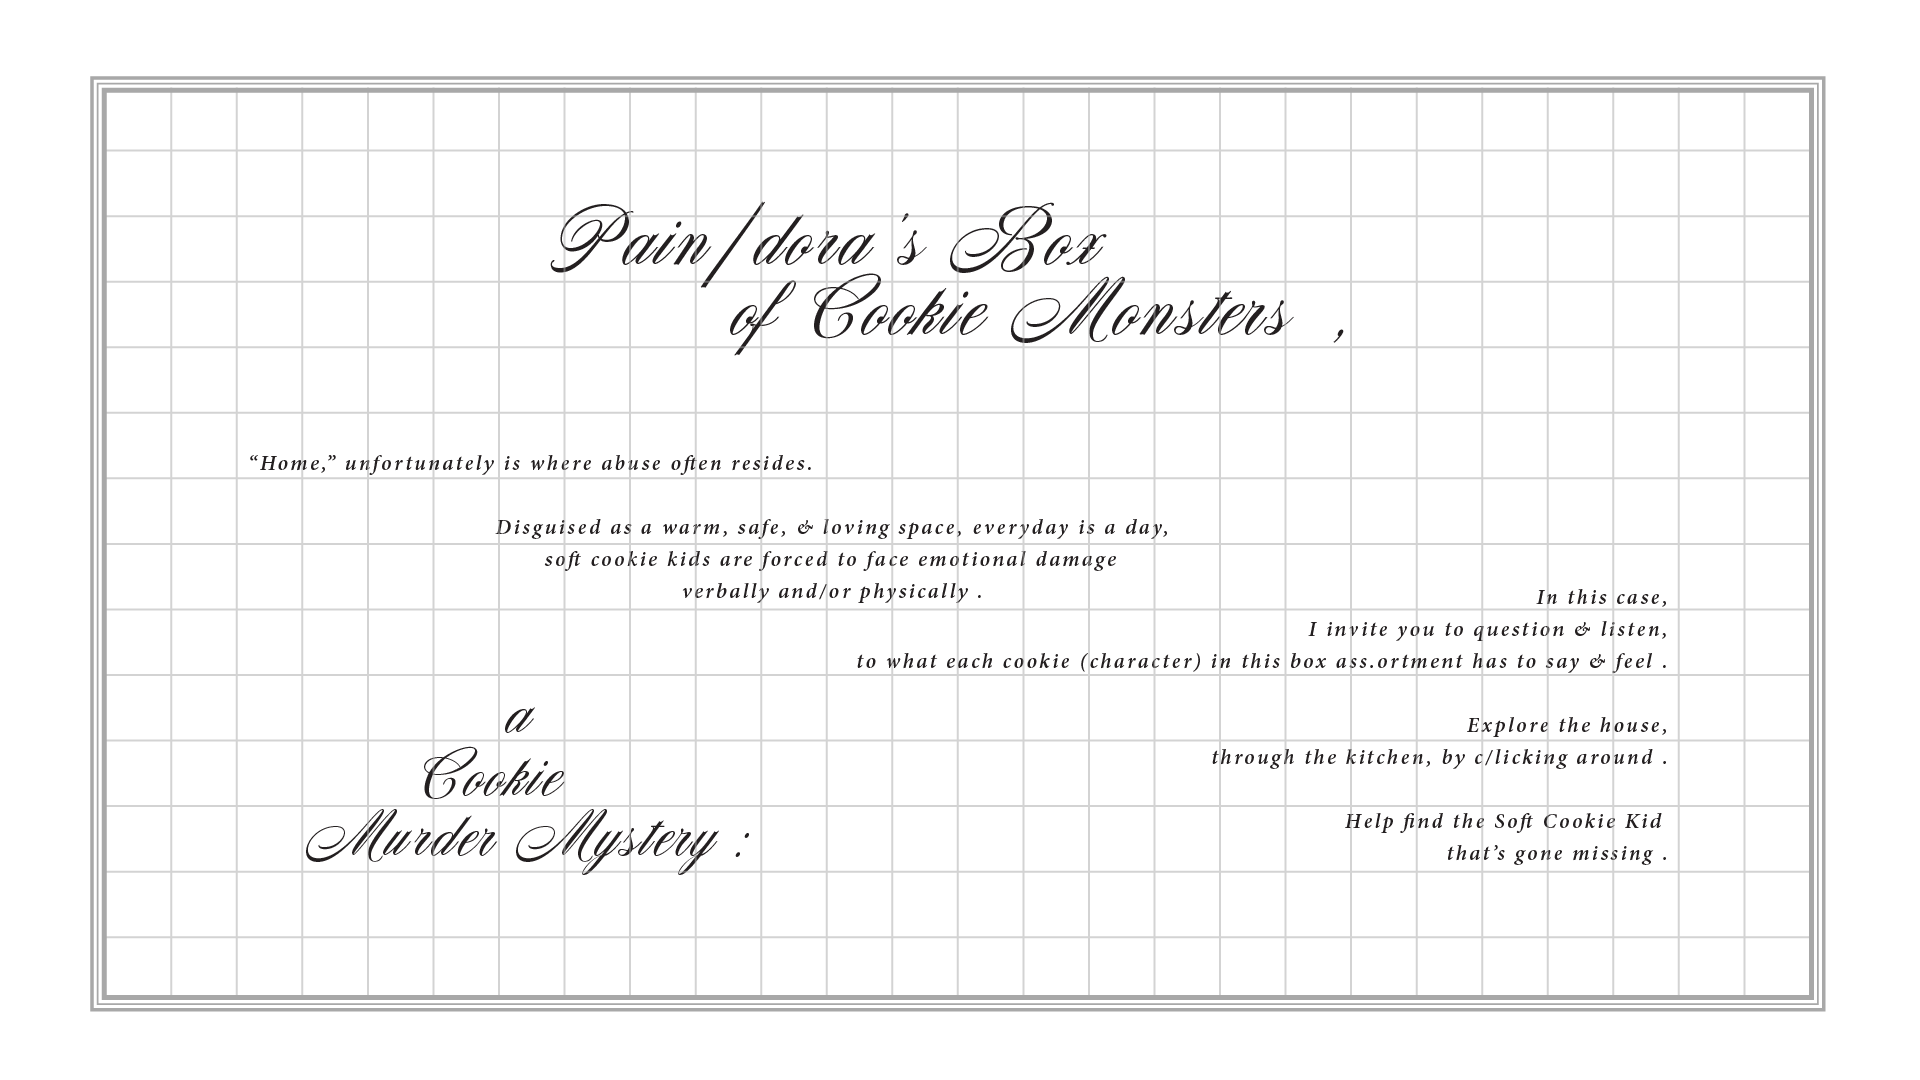 Pain/dora's Box
of Cookie Monsters ,
“Home,” unfortunately is where abuse often resides.
Disguised as a warm, safe, & loving space, everyday is a day,
soft cookie kids are forced to face emotional damage
verbally and/or physically .
In this case,
I invite you to question & listen,
to what each cookie (character) in this box ass.ortment has to say & feel .
a
Cookie
Murder Mystery :
Explore the house,
through the kitchen, by c/licking around .
Help find the Soft Cookie Kid
that’s gone missing .